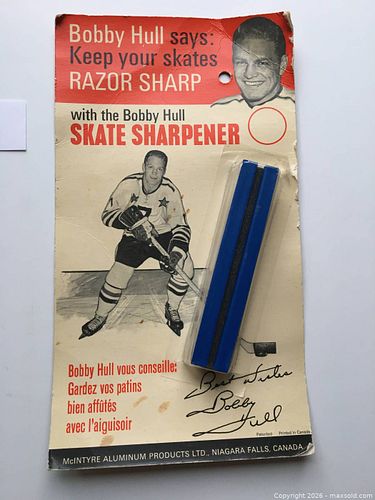 Bobby Hull says:
Keep your skates
RAZOR SHARP
with the Bobby Hull
SKATE SHARPENER
Bobby Hull vous conseille:
Gardez vos patins
bien affûtés
avec l'aiguisoir
Best Wishes
Bobby
Hull
Patented Printed in Canada
McINTYRE ALUMINUM PRODUCTS LTD., NIAGARA FALLS, CANADA
Copyright 2026 - maxsold.com